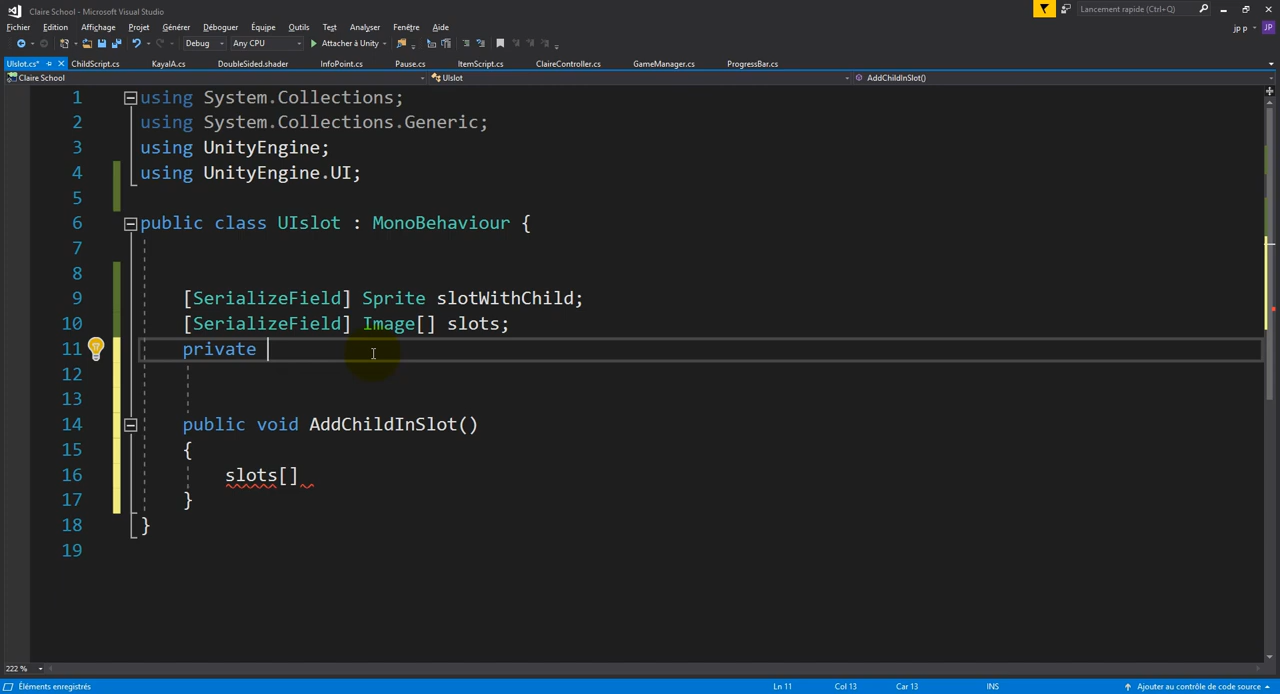 Claire School - Microsoft Visual Studio
Lancement rapide (Ctrl+Q)
Fichier Edition Affichage Projet Générer Déboguer Équipe Outils Test Analyser Fenêtre Aide
jp p JP
Debug Any CPU Attacher à Unity
UIslot.cs* ChildScript.cs KayalA.cs DoubleSided.shader InfoPoint.cs Pause.cs ItemScript.cs ClaireController.cs GameManager.cs ProgressBar.cs
Claire School UIslot AddChildInSlot()
1 using System.Collections;
2 using System.Collections.Generic;
3 using UnityEngine;
4 using UnityEngine.UI;
5
6 public class UIslot : MonoBehaviour {
7
8
9 [SerializeField] Sprite slotWithChild;
10 [SerializeField] Image[] slots;
11 private
12
13
14 public void AddChildInSlot()
15 {
16 slots[]
17 }
18 }
19
222 %
Éléments enregistrés Ln 11 Col 13 Car 13 INS Ajouter au contrôle de code source